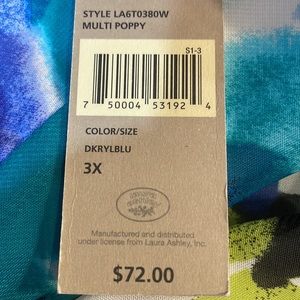 STYLE LA6T0380W
MULTI POPPY
S1-3
7 50004 53192 4
COLOR/SIZE
DKRYLBLU
3X
Manufactured and distributed
under license from Laura Ashley, Inc.
$72.00